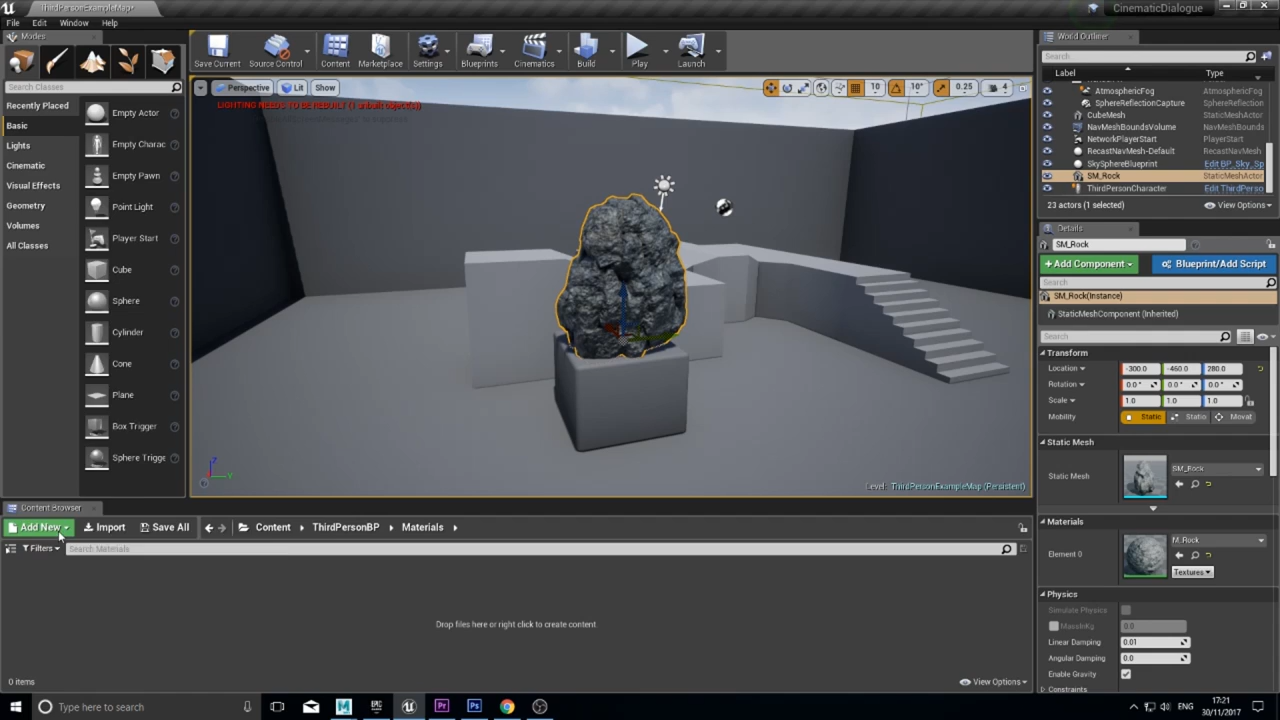 ThirdPersonExampleMap*
CinematicDialogue
File Edit Window Help
Modes
Search Classes
Recently Placed
Basic
Lights
Cinematic
Visual Effects
Geometry
Volumes
All Classes
Empty Actor
Empty Charac
Empty Pawn
Point Light
Player Start
Cube
Sphere
Cylinder
Cone
Plane
Box Trigger
Sphere Trigge
Save Current
Source Control
Content
Marketplace
Settings
Blueprints
Cinematics
Build
Play
Launch
Perspective Lit Show
10 10° 0.25 4
LIGHTING NEEDS TO BE REBUILT (1 unbuilt object(s))
Level: ThirdPersonExampleMap (Persistent)
World Outliner
Search
Label Type
AtmosphericFog AtmosphericFog
SphereReflectionCapture SphereReflection
CubeMesh StaticMeshActor
NavMeshBoundsVolume NavMeshBounds
NetworkPlayerStart PlayerStart
RecastNavMesh-Default RecastNavMesh
SkySphereBlueprint Edit BP_Sky_Sp
SM_Rock StaticMeshActor
ThirdPersonCharacter Edit ThirdPerso
23 actors (1 selected) View Options
Details
SM_Rock
+Add Component Blueprint/Add Script
Search
SM_Rock(Instance)
StaticMeshComponent (Inherited)
Search
Transform
Location -300.0 -460.0 280.0
Rotation 0.0° 0.0° 0.0°
Scale 1.0 1.0 1.0
Mobility Static Statio Movat
Static Mesh
Static Mesh SM_Rock
Materials
Element 0 M_Rock
Textures
Physics
Simulate Physics
MassInKg 0.0
Linear Damping 0.01
Angular Damping 0.0
Enable Gravity
Constraints
Content Browser
Add New Import Save All Content ThirdPersonBP Materials
Filters Search Materials
Drop files here or right click to create content.
0 items View Options
Type here to search
ENG
17:21
30/11/2017